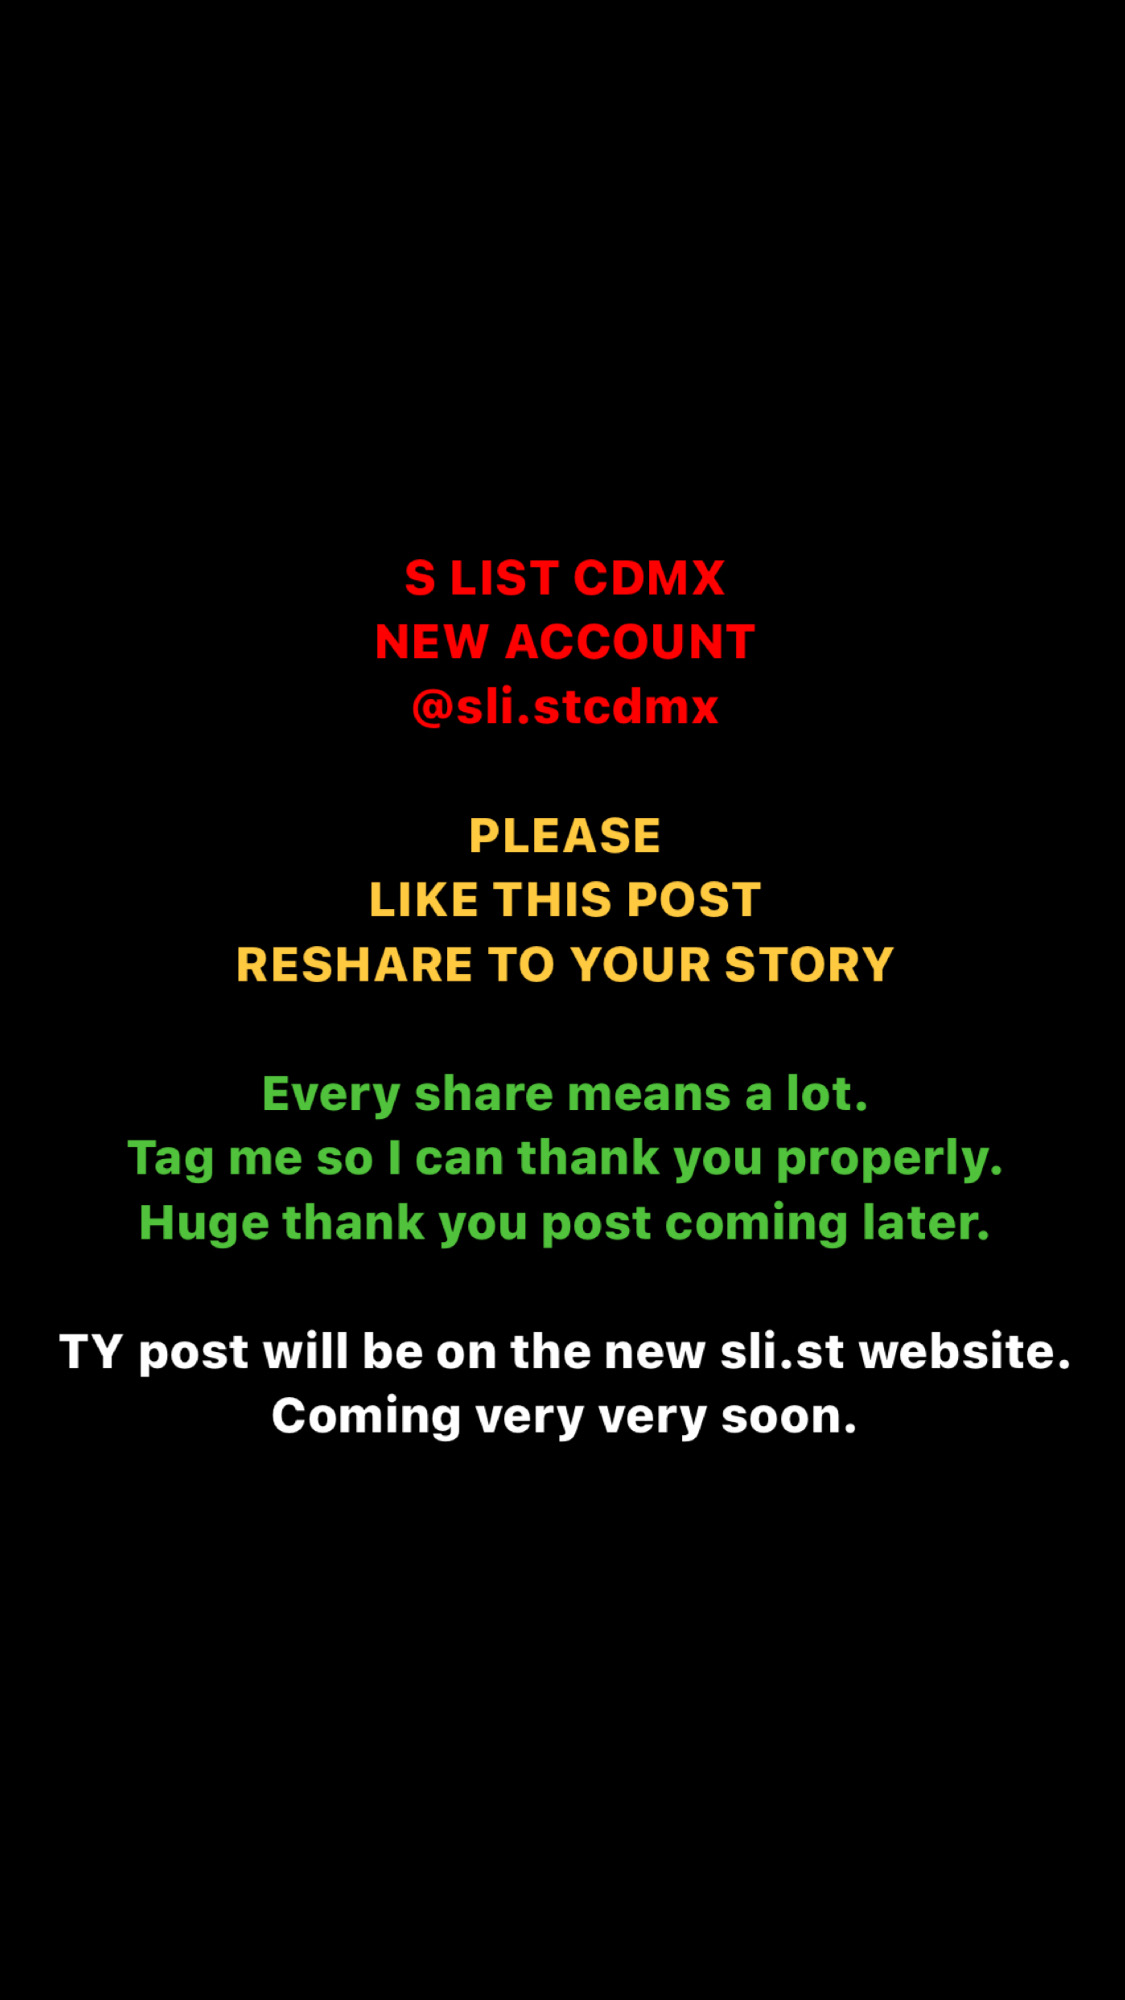 S LIST CDMX
NEW ACCOUNT
@sli.stcdmx
PLEASE
LIKE THIS POST
RESHARE TO YOUR STORY
Every share means a lot.
Tag me so I can thank you properly.
Huge thank you post coming later.
TY post will be on the new sli.st website.
Coming very very soon.